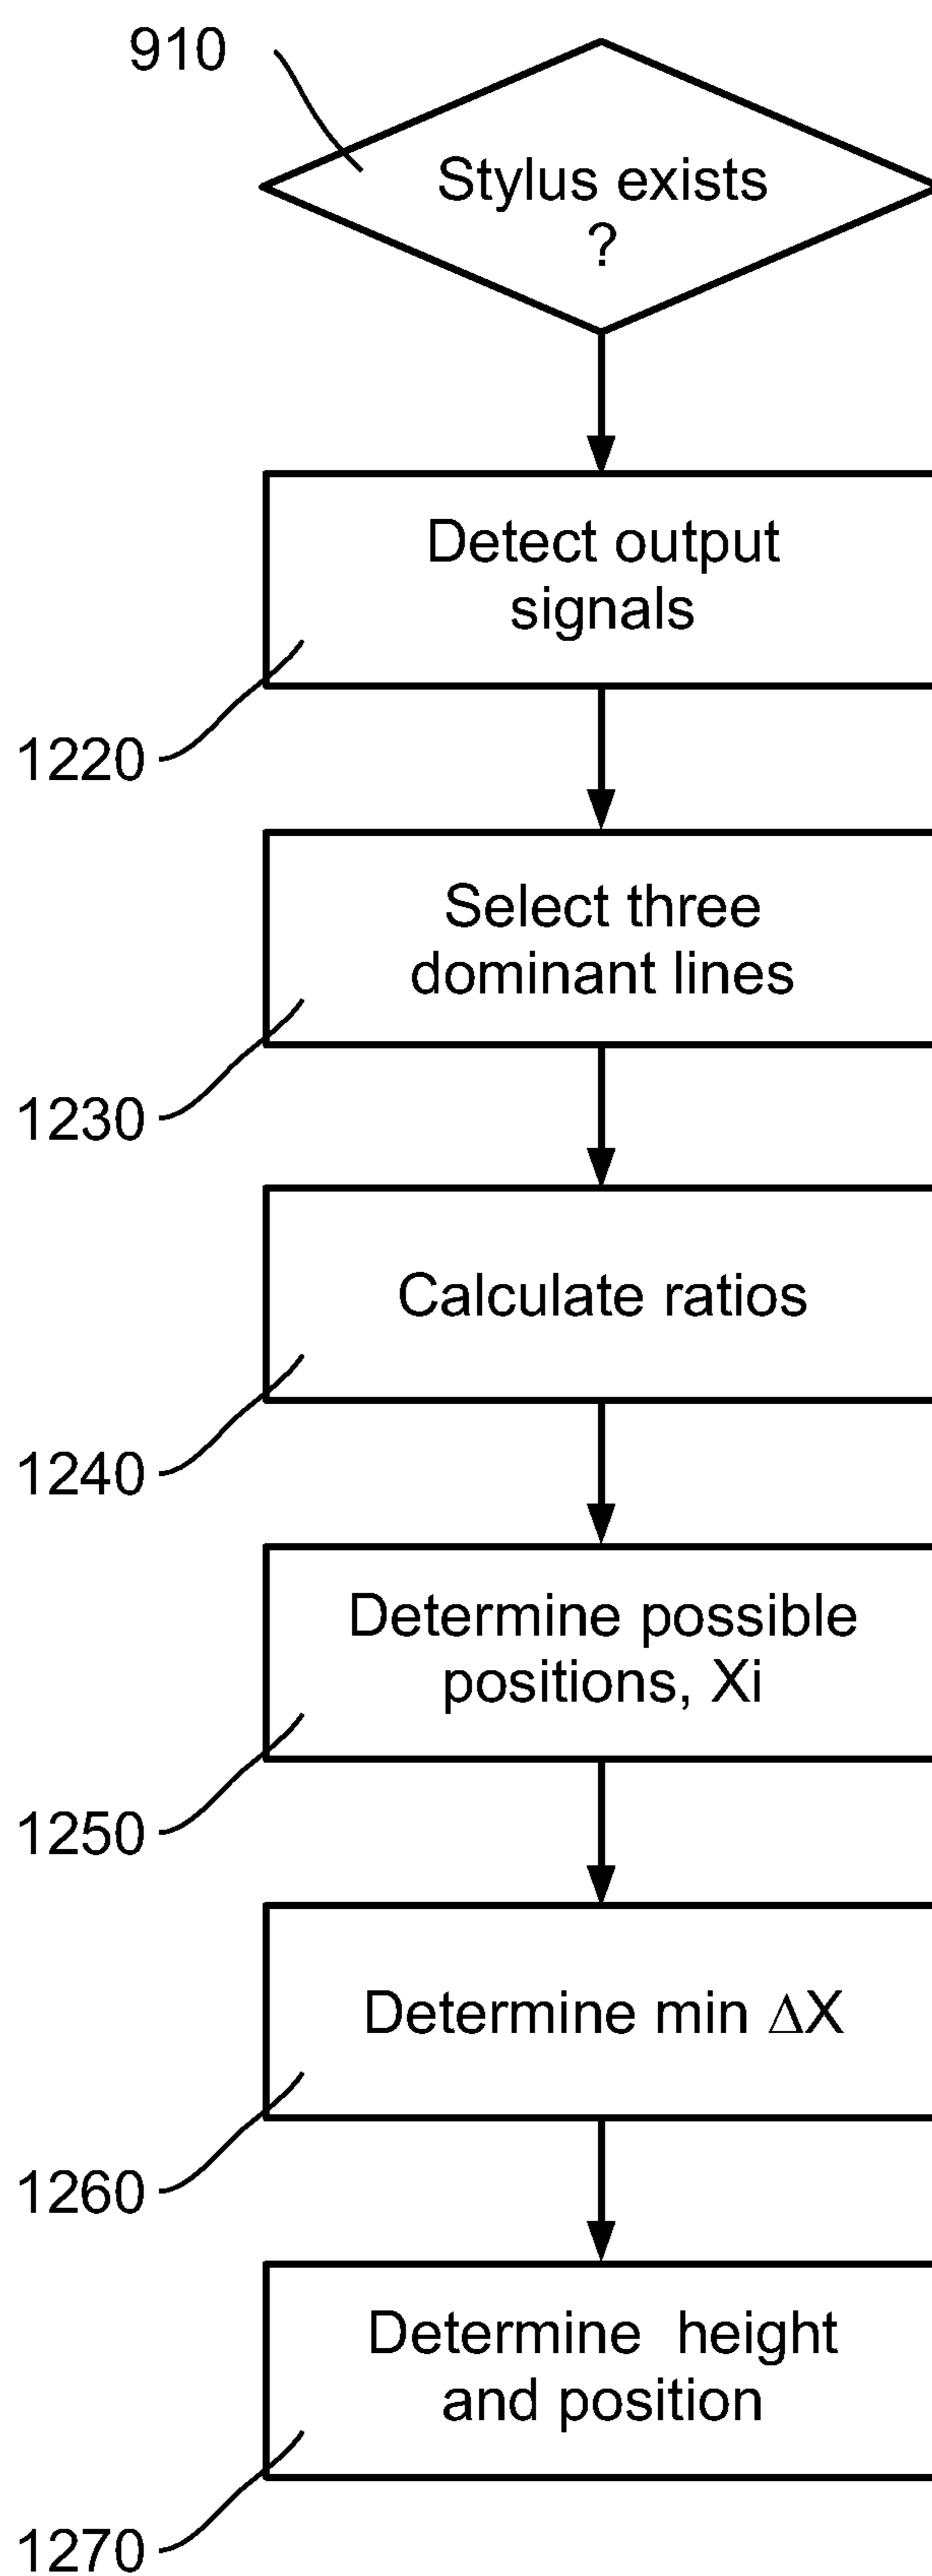 910
Stylus exists
?
Detect output
signals
1220
Select three
dominant lines
1230
Calculate ratios
1240
Determine possible
positions, Xi
1250
Determine min ΔX
1260
Determine height
and position
1270